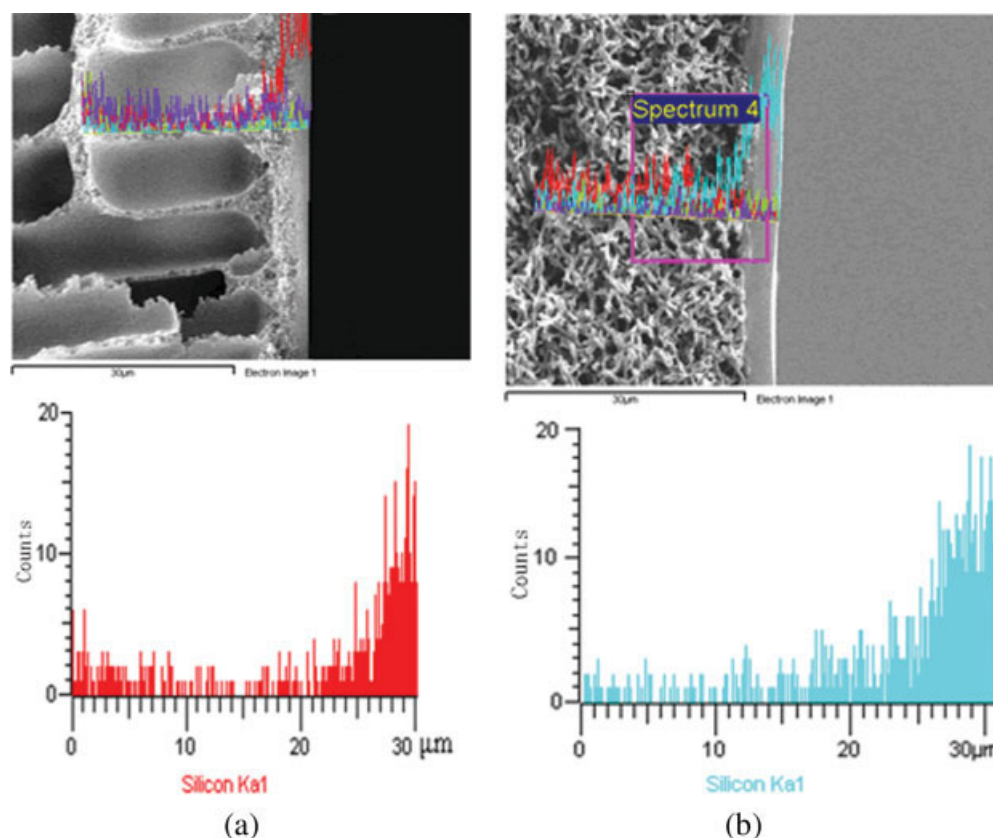 Spectrum 4
30μm
Electron Image 1
30μm
Electron Image 1
20
10
0
Counts
0
10
20
30 μm
Silicon Ka1
20
10
0
Counts
0
10
20
30μm
Silicon Ka1
(a)
(b)